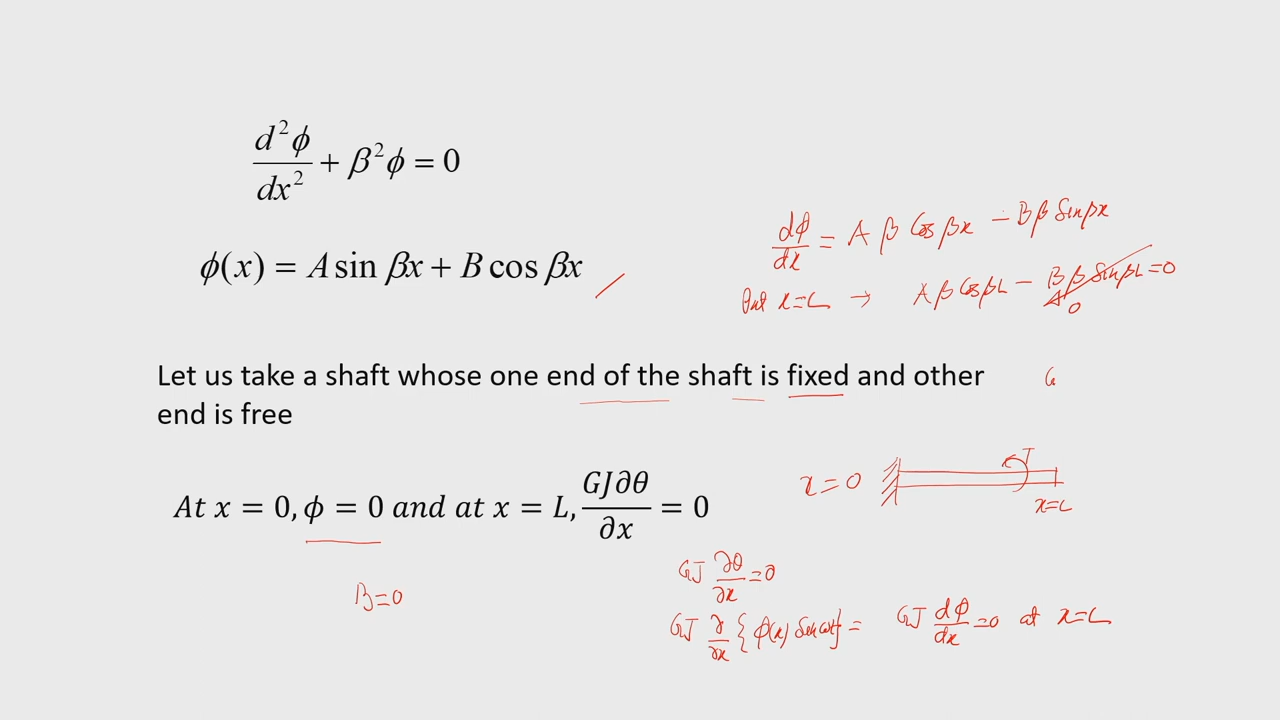 d²ϕ/dx² + β²ϕ = 0
ϕ(x) = A sin βx + B cos βx
dϕ/dx = A β Cos βx − Bβ Sin βx
Put x=L → A β Cos βL − Bβ Sin βL = 0
0
Let us take a shaft whose one end of the shaft is fixed and other
end is free
G
At x = 0, ϕ = 0 and at x = L, GJ∂θ/∂x = 0
x = 0
T
x=L
B=0
GJ ∂θ/∂x = 0
GJ ∂/∂x {ϕ(x) Sin ωt} = GJ dϕ/dx = 0 at x=L